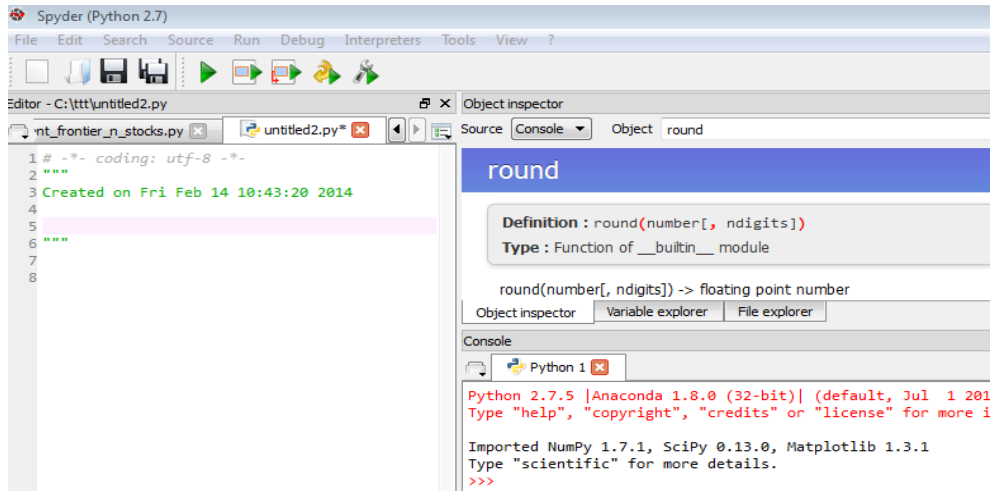 Spyder (Python 2.7)
File Edit Search Source Run Debug Interpreters Tools View ?
Editor - C:\ttt\untitled2.py
nt_frontier_n_stocks.py untitled2.py*
1 # -*- coding: utf-8 -*-
2 """
3 Created on Fri Feb 14 10:43:20 2014
4
5
6 """
7
8
Object inspector
Source Console Object round
round
Definition : round(number[, ndigits])
Type : Function of __builtin__ module
round(number[, ndigits]) -> floating point number
Object inspector Variable explorer File explorer
Console
Python 1
Python 2.7.5 |Anaconda 1.8.0 (32-bit)| (default, Jul 1 201
Type "help", "copyright", "credits" or "license" for more i
Imported NumPy 1.7.1, SciPy 0.13.0, Matplotlib 1.3.1
Type "scientific" for more details.
>>>